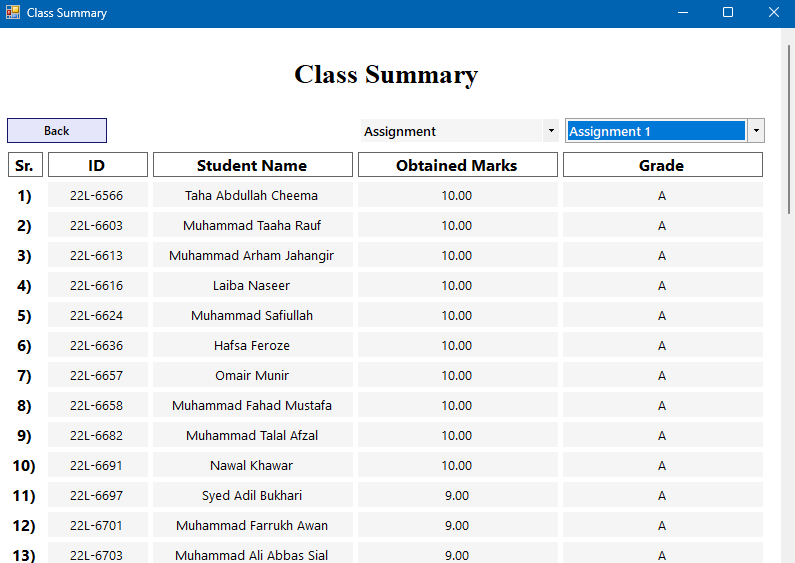 Class Summary
Class Summary
Back Assignment Assignment 1
Sr. ID Student Name Obtained Marks Grade
1) 22L-6566 Taha Abdullah Cheema 10.00 A
2) 22L-6603 Muhammad Taaha Rauf 10.00 A
3) 22L-6613 Muhammad Arham Jahangir 10.00 A
4) 22L-6616 Laiba Naseer 10.00 A
5) 22L-6624 Muhammad Safiullah 10.00 A
6) 22L-6636 Hafsa Feroze 10.00 A
7) 22L-6657 Omair Munir 10.00 A
8) 22L-6658 Muhammad Fahad Mustafa 10.00 A
9) 22L-6682 Muhammad Talal Afzal 10.00 A
10) 22L-6691 Nawal Khawar 10.00 A
11) 22L-6697 Syed Adil Bukhari 9.00 A
12) 22L-6701 Muhammad Farrukh Awan 9.00 A
13) 22L-6703 Muhammad Ali Abbas Sial 9.00 A